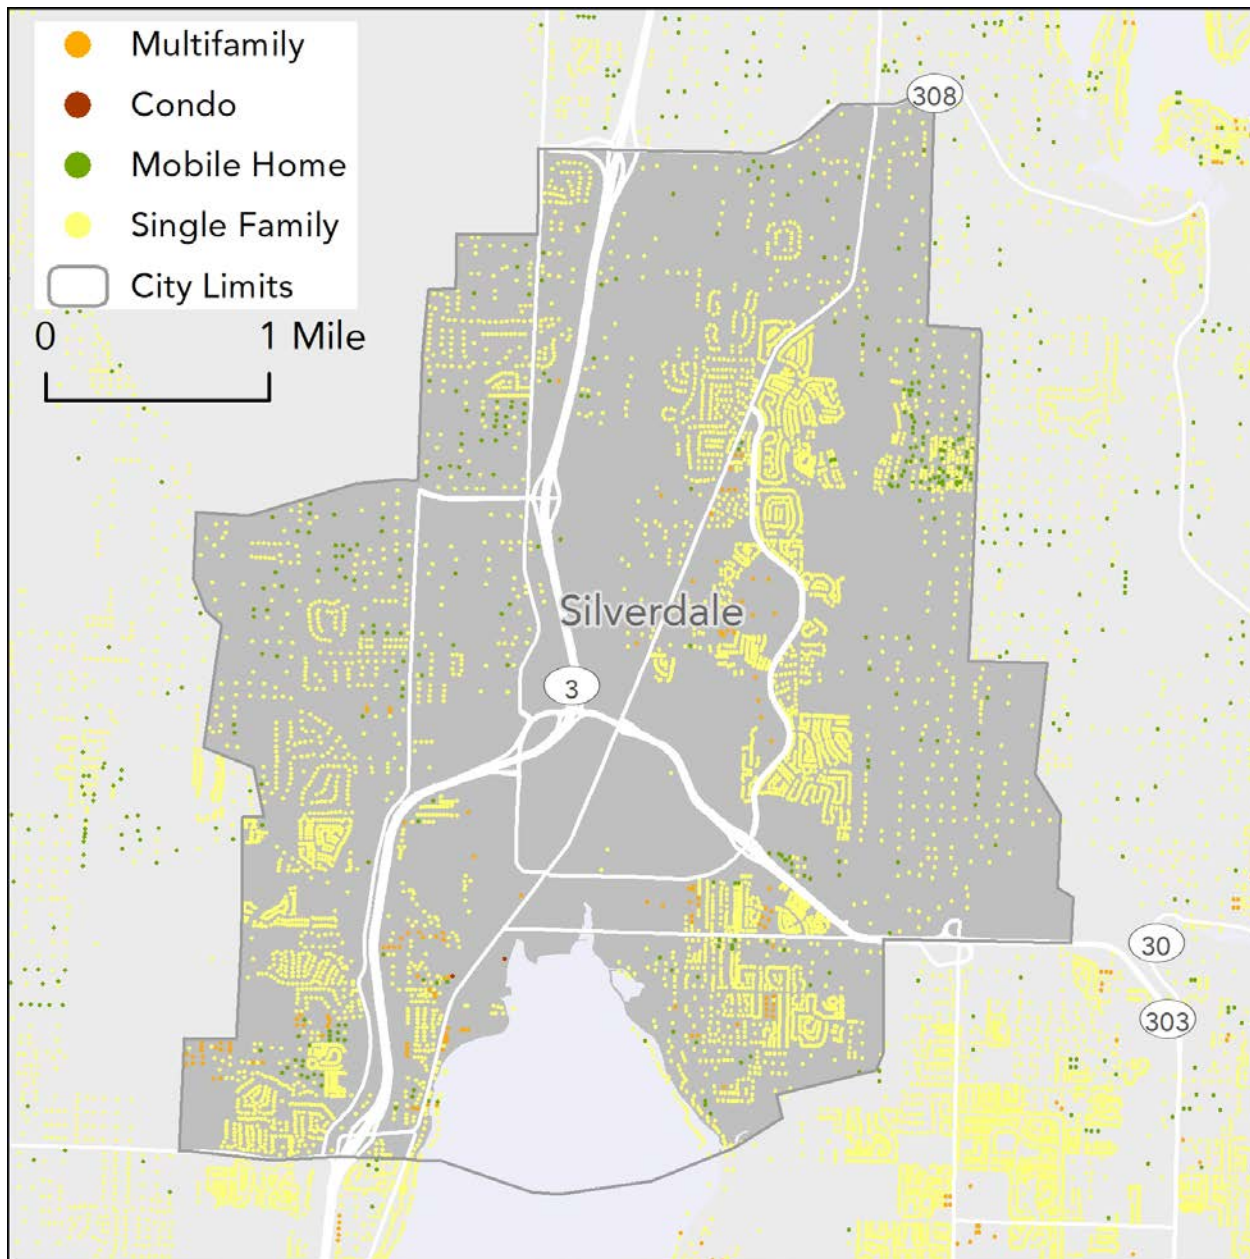 Multifamily
Condo
Mobile Home
Single Family
City Limits
0 1 Mile
308
Silverdale
3
30
303